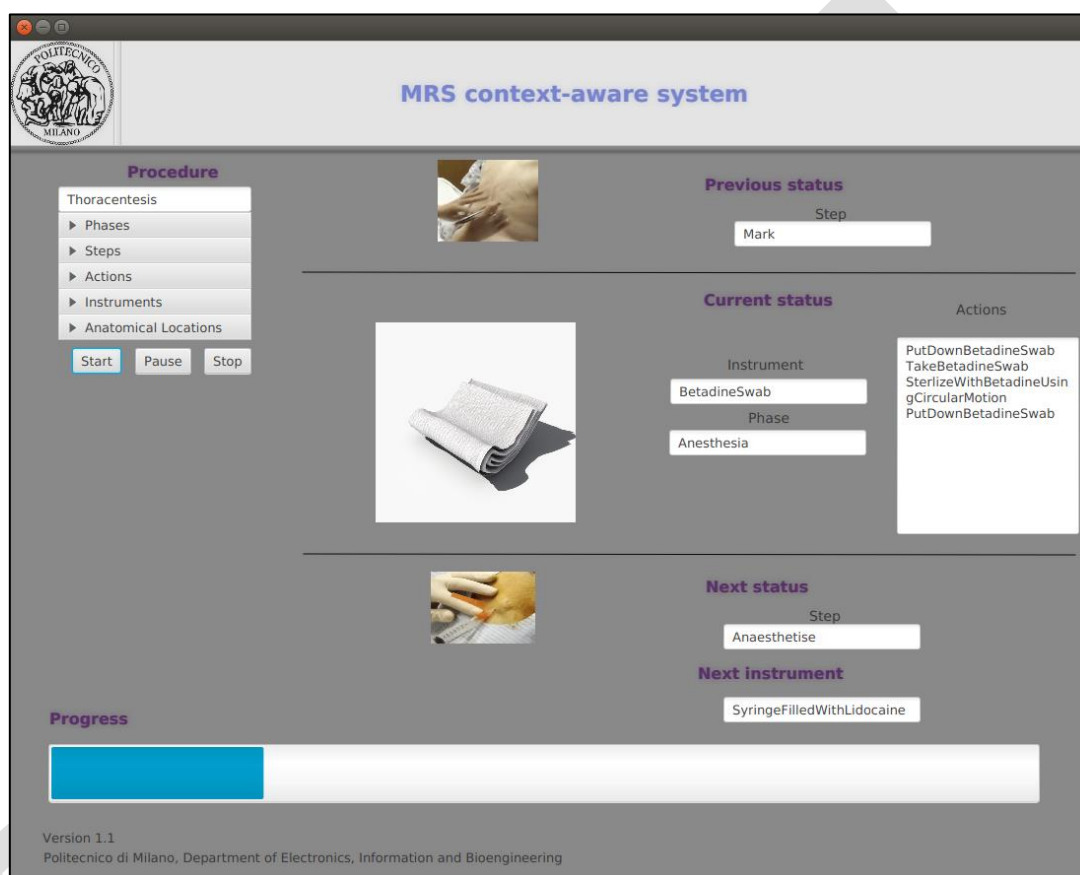 POLITECNICO
MILANO
MRS context-aware system
Procedure
Thoracentesis
Phases
Steps
Actions
Instruments
Anatomical Locations
Start Pause Stop
Previous status
Step
Mark
Current status
Instrument
BetadineSwab
Phase
Anesthesia
Actions
PutDownBetadineSwab
TakeBetadineSwab
SterlizeWithBetadineUsin
gCircularMotion
PutDownBetadineSwab
Next status
Step
Anaesthetise
Next instrument
SyringeFilledWithLidocaine
Progress
Version 1.1
Politecnico di Milano, Department of Electronics, Information and Bioengineering